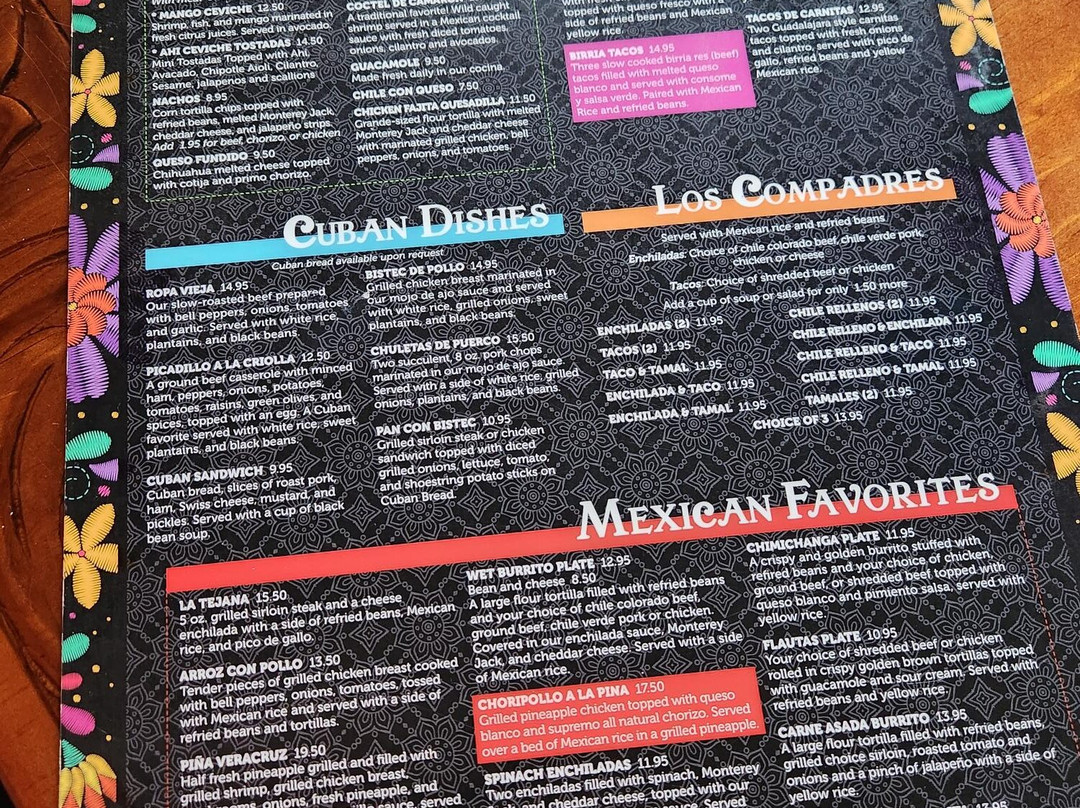 * MANGO CEVICHE 12.50
Shrimp, fish, and mango marinated in
fresh citrus juices. Served in avocado
* AHI CEVICHE TOSTADAS 14.50
Mini Tostadas Topped with Ahi,
Avacado, Chipotle Aioli, Cilantro,
Sesame, jalapenos and scallions
NACHOS 8.95
Corn tortilla chips topped with
refried beans, melted Monterey Jack,
cheddar cheese, and jalapeño strips.
Add 1.95 for beef, chorizo, or chicken
QUESO FUNDIDO 9.50
Chihuahua melted cheese topped
with cotija and primo chorizo.
COCTEL DE CAMARON
A traditional favorite. Wild caught
shrimp served in a Mexican cocktail
sauce with fresh diced tomatoes,
onions, cilantro and avocados.
GUACAMOLE 9.50
Made fresh daily in our cocina.
CHILE CON QUESO 7.50
CHICKEN FAJITA QUESADILLA 11.50
Grande-sized flour tortilla with melted
Monterey Jack and cheddar cheese
with marinated grilled chicken, bell
peppers, onions, and tomatoes.
topped with queso fresco with a
side of refried beans and Mexican
yellow rice.
BIRRIA TACOS 14.95
Three slow cooked birria res (beef)
tacos filled with melted queso
blanco and served with consome
y salsa verde. Paired with Mexican
Rice and refried beans.
TACOS DE CARNITAS 12.95
Two Guadalajara style carnitas
tacos topped with fresh onions
and cilantro, served with pico de
gallo, refried beans and yellow
Mexican rice.
CUBAN DISHES
Cuban bread available upon request
ROPA VIEJA 14.95
Our slow-roasted beef prepared
with bell peppers, onions, tomatoes
and garlic. Served with white rice,
plantains, and black beans.
PICADILLO A LA CRIOLLA 12.50
A ground beef casserole with minced
ham, peppers, onions, potatoes,
tomatoes, raisins, green olives, and
spices, topped with an egg. A Cuban
favorite served with white rice, sweet
plantains, and black beans.
CUBAN SANDWICH 9.95
Cuban bread, slices of roast pork,
ham, Swiss cheese, mustard, and
pickles. Served with a cup of black
bean soup.
BISTEC DE POLLO 14.95
Grilled chicken breast marinated in
our mojo de ajo sauce and served
with white rice, grilled onions, sweet
plantains, and black beans.
CHULETAS DE PUERCO 15.50
Two succulent, 8 oz. pork chops
marinated in our mojo de ajo sauce.
Served with a side of white rice, grilled
onions, plantains, and black beans.
PAN CON BISTEC 10.95
Grilled sirloin steak or chicken
sandwich topped with diced
grilled onions, lettuce, tomato,
and shoestring potato sticks on
Cuban Bread.
LOS COMPADRES
Served with Mexican rice and refried beans
Enchiladas: Choice of chile colorado beef, chile verde pork,
chicken or cheese
Tacos: Choice of shredded beef or chicken
Add a cup of soup or salad for only 1.50 more
ENCHILADAS (2) 11.95
TACOS (2) 11.95
TACO & TAMAL 11.95
ENCHILADA & TACO 11.95
ENCHILADA & TAMAL 11.95
CHILE RELLENOS (2) 11.95
CHILE RELLENO & ENCHILADA 11.95
CHILE RELLENO & TACO 11.95
CHILE RELLENO & TAMAL 11.95
TAMALES (2) 11.95
CHOICE OF 3 13.95
MEXICAN FAVORITES
LA TEJANA 15.50
5 oz. grilled sirloin steak and a cheese
enchilada with a side of refried beans, Mexican
rice, and pico de gallo.
ARROZ CON POLLO 13.50
Tender pieces of grilled chicken breast cooked
with bell peppers, onions, tomatoes, tossed
with Mexican rice and served with a side of
refried beans and tortillas.
PIÑA VERACRUZ 19.50
Half fresh pineapple grilled and filled with
grilled shrimp, grilled chicken breast,
onions, fresh pineapple, and
sauce, served
WET BURRITO PLATE 12.95
Bean and cheese 8.50
A large flour tortilla filled with refried beans
and your choice of chile colorado beef,
ground beef, chile verde pork or chicken.
Covered in our enchilada sauce, Monterey
Jack, and cheddar cheese. Served with a side
of Mexican rice.
CHORIPOLLO A LA PINA 17.50
Grilled pineapple chicken topped with queso
blanco and supremo all natural chorizo. Served
over a bed of Mexican rice in a grilled pineapple.
SPINACH ENCHILADAS 11.95
Two enchiladas filled with spinach, Monterey
and cheddar cheese, topped with our
sauce. Served
CHIMICHANGA PLATE 11.95
A crispy and golden burrito stuffed with
refired beans and your choice of chicken,
ground beef, or shredded beef topped with
queso blanco and pimiento salsa, served with
yellow rice.
FLAUTAS PLATE 10.95
Your choice of shredded beef or chicken
rolled in crispy golden brown tortillas topped
with guacamole and sour cream. Served with
refried beans and yellow rice.
CARNE ASADA BURRITO 13.95
A large flour tortilla filled with refried beans,
grilled choice sirloin, roasted tomato and
onions and a pinch of jalapeño with a side of
yellow rice.